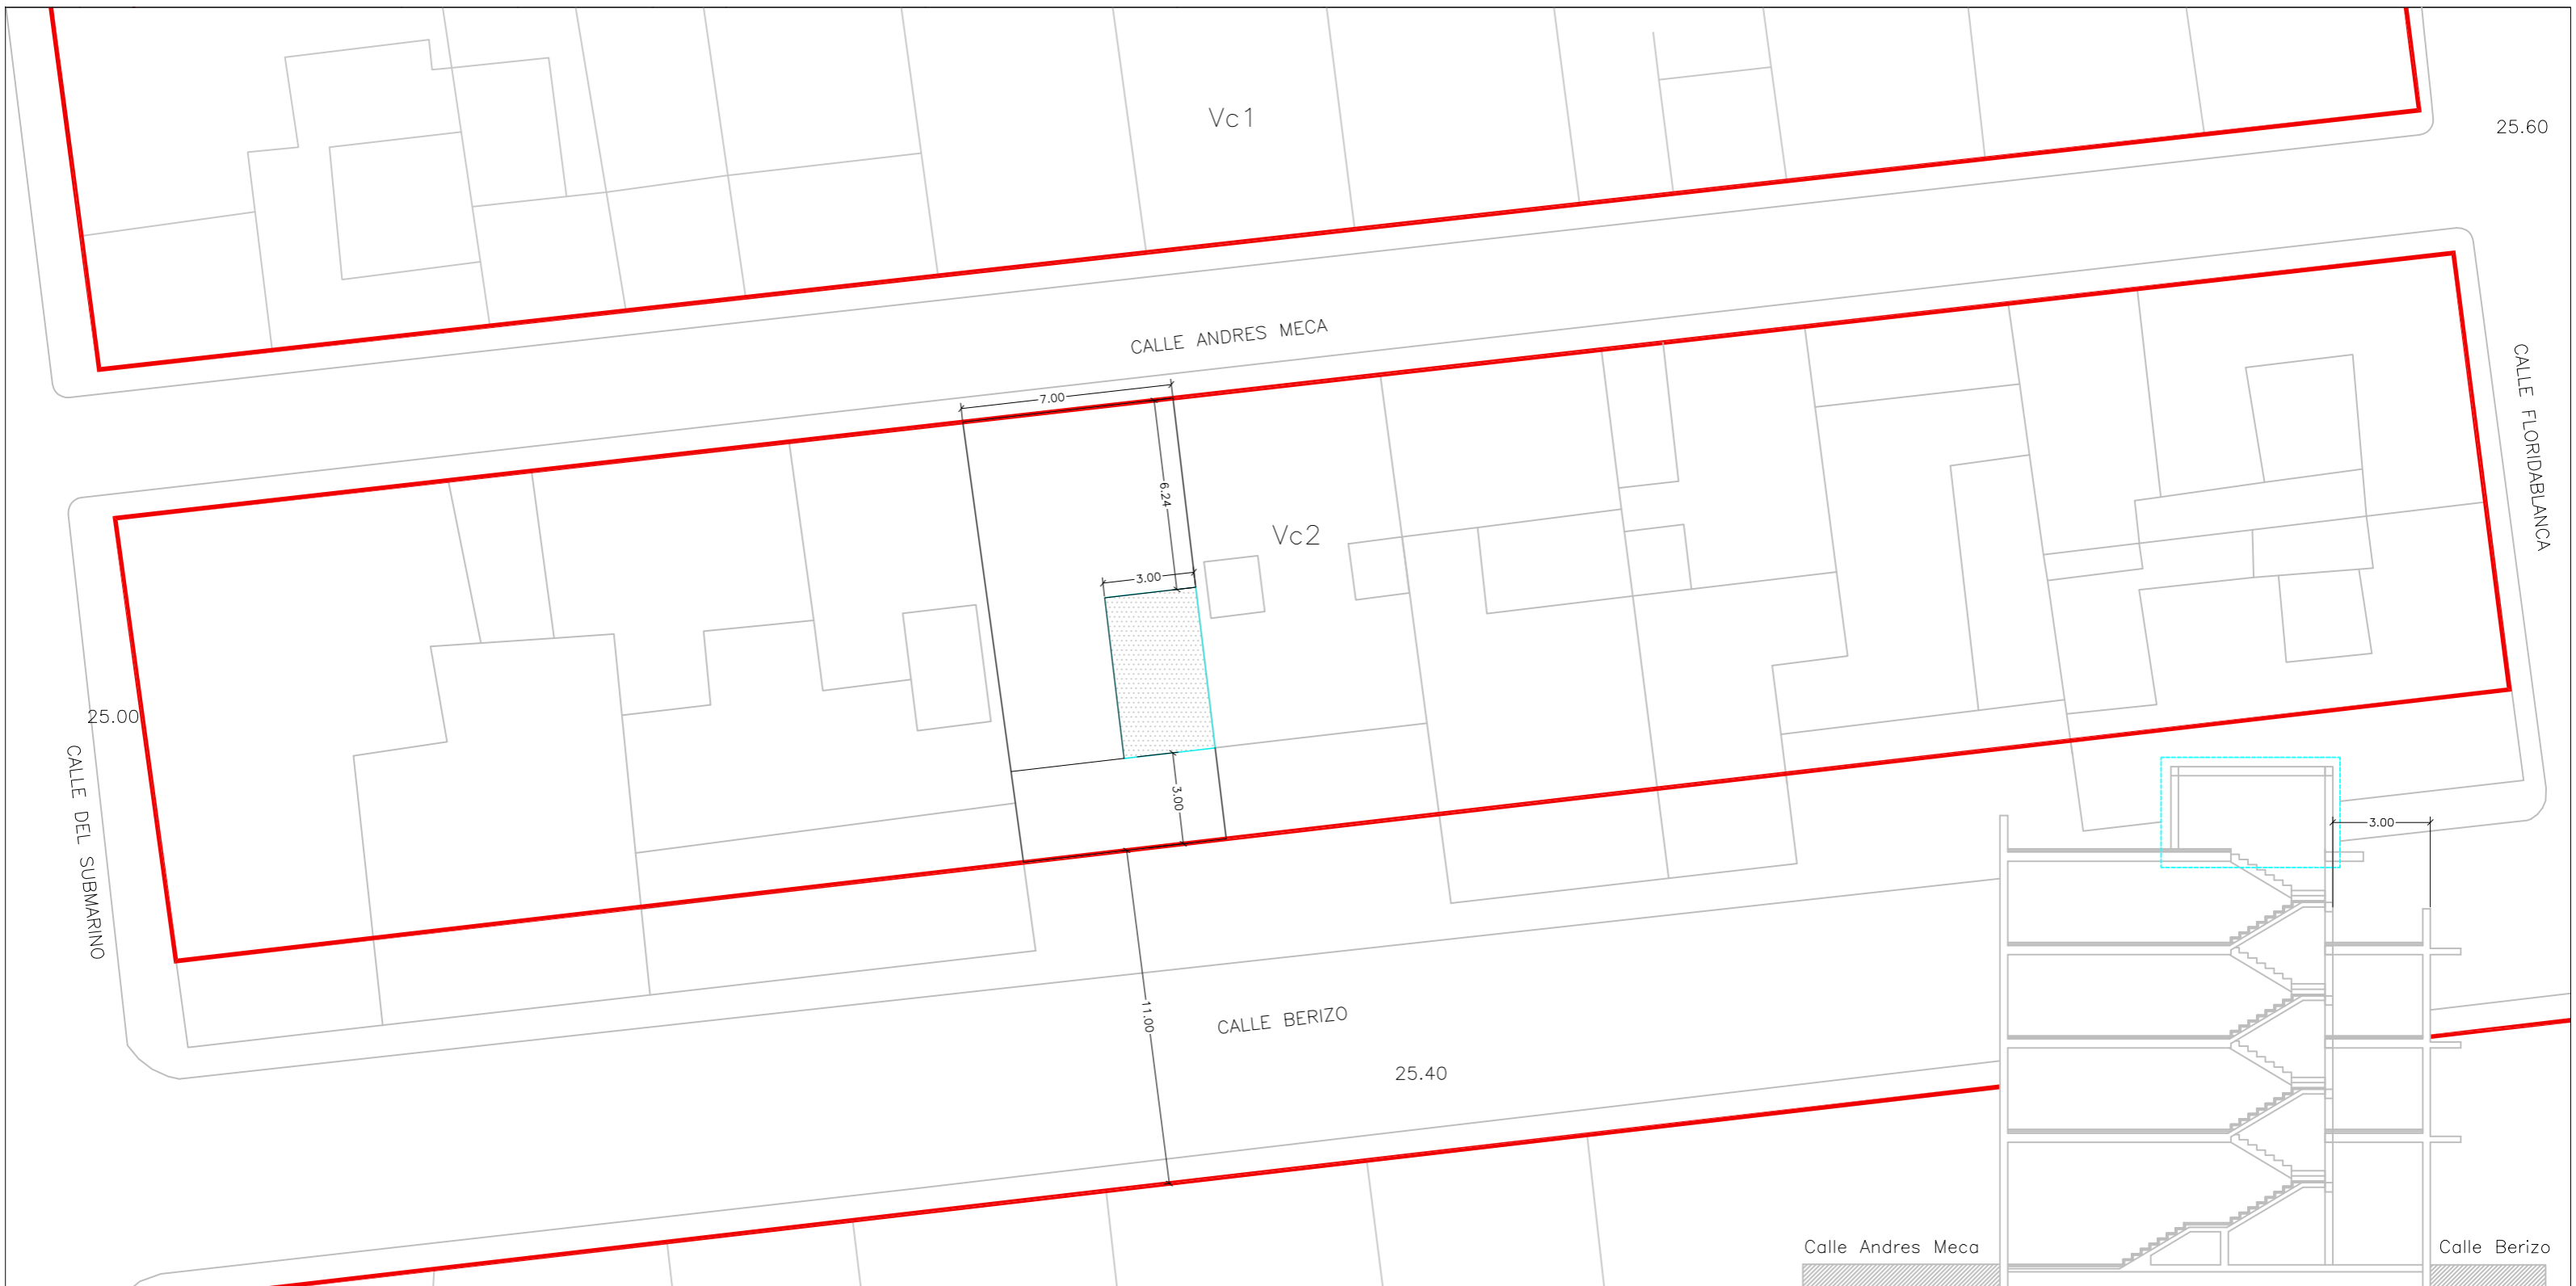 Vc1
25.60
CALLE ANDRES MECA
CALLE FLORIDABLANCA
7.00
6.24
Vc2
3.00
25.00
CALLE DEL SUBMARINO
3.00
3.00
11.00
CALLE BERIZO
25.40
Calle Andres Meca
Calle Berizo